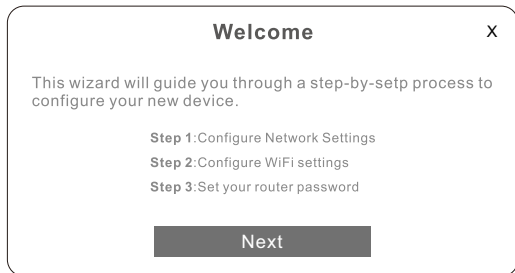 Welcome
X
This wizard will guide you through a step-by-setp process to
configure your new device.
Step 1:Configure Network Settings
Step 2:Configure WiFi settings
Step 3:Set your router password
Next